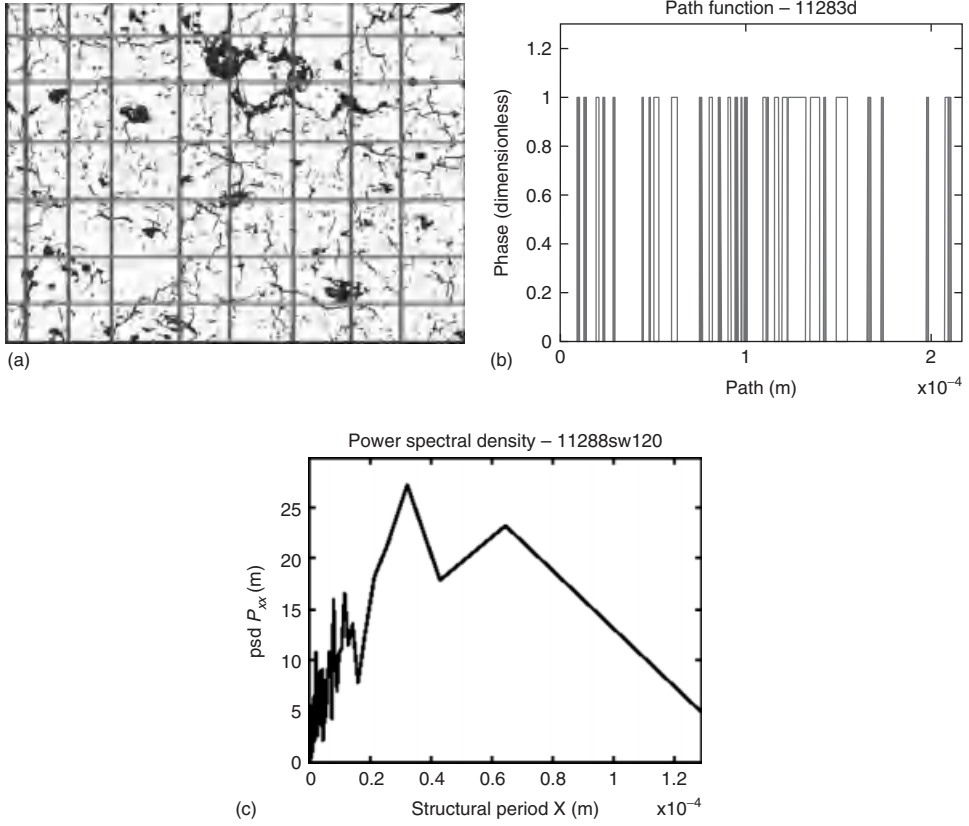 (a)
Path function – 11283d
Phase (dimensionless)
1.2
1
0.8
0.6
0.4
0.2
0
0
1
2
(b)
Path (m)
x10⁻⁴
Power spectral density – 11288sw120
psd Pxx (m)
25
20
15
10
5
0
0
0.2
0.4
0.6
0.8
1
1.2
(c)
Structural period X (m)
x10⁻⁴